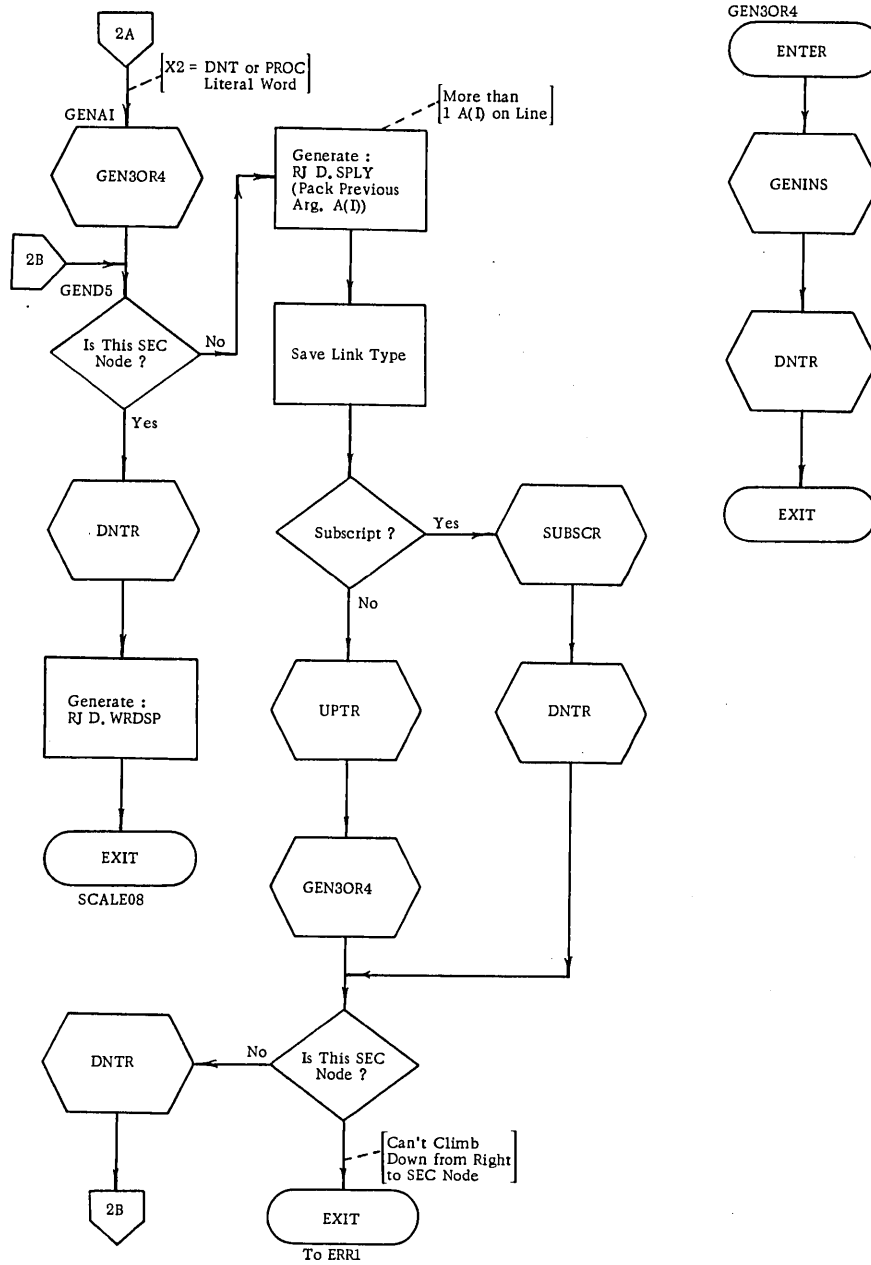 2A
X2 = DNT or PROC
Literal Word
GENAI
GEN3OR4
2B
GEND5
Is This SEC
Node ?
No
Yes
DNTR
Generate :
RJ D. WRDSP
EXIT
SCALE08
More than
1 A(I) on Line
Generate :
RJ D. SPLY
(Pack Previous
Arg. A(I))
Save Link Type
Subscript ?
Yes
No
SUBSCR
DNTR
UPTR
GEN3OR4
Is This SEC
Node ?
No
DNTR
2B
Can't Climb
Down from Right
to SEC Node
EXIT
To ERR1
GEN3OR4
ENTER
GENINS
DNTR
EXIT